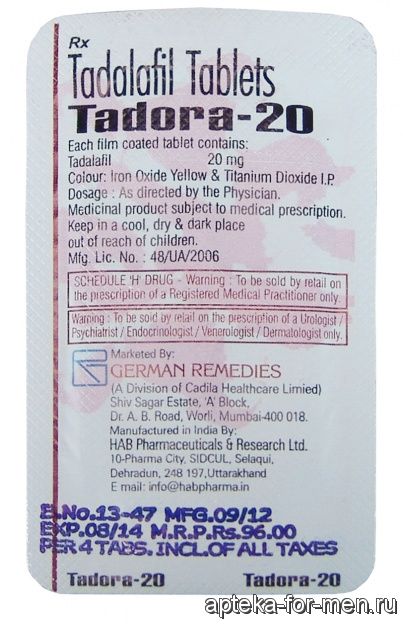 Rx
Tadalafil Tablets
Tadora-20
Each film coated tablet contains:
Tadalafil 20 mg
Colour: Iron Oxide Yellow & Titanium Dioxide I.P.
Dosage : As directed by the Physician.
Medicinal product subject to medical prescription.
Keep in a cool, dry & dark place
out of reach of children.
Mfg. Lic. No. : 48/UA/2006
SCHEDULE 'H' DRUG - Warning : To be sold by retail on
the prescription of a Registered Medical Practitioner only.
Warning : To be sold by retail on the prescription of a Urologist /
Psychiatrist / Endocrinologist / Venerologist / Dermatologist only.
Marketed By:
GERMAN REMEDIES
(A Division of Cadila Healthcare Limied)
Shiv Sagar Estate, 'A' Block,
Dr. A. B. Road, Worli, Mumbai-400 018.
Manufactured in India By:
HAB Pharmaceuticals & Research Ltd.
10-Pharma City, SIDCUL, Selaqui,
Dehradun, 248 197, Uttarakhand
E mail: info@habpharma.in
B.No.13-47 MFG.09/12
EXP.08/14 M.R.P.Rs.96.00
PER 4 TABS. INCL.OF ALL TAXES
Tadora-20 Tadora-20
apteka-for-men.ru